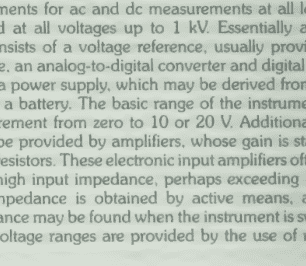 ments for ac and dc measurements at all
at all voltages up to 1 kV. Essentially a
nsists of a voltage reference, usually provi
e, an analog-to-digital converter and digital
a power supply, which may be derived from
a battery. The basic range of the instrume
rement from zero to 10 or 20 V. Additiona
be provided by amplifiers, whose gain is sta
resistors. These electronic input amplifiers of
high input impedance, perhaps exceeding
mpedance is obtained by active means, a
ance may be found when the instrument is sw
oltage ranges are provided by the use of